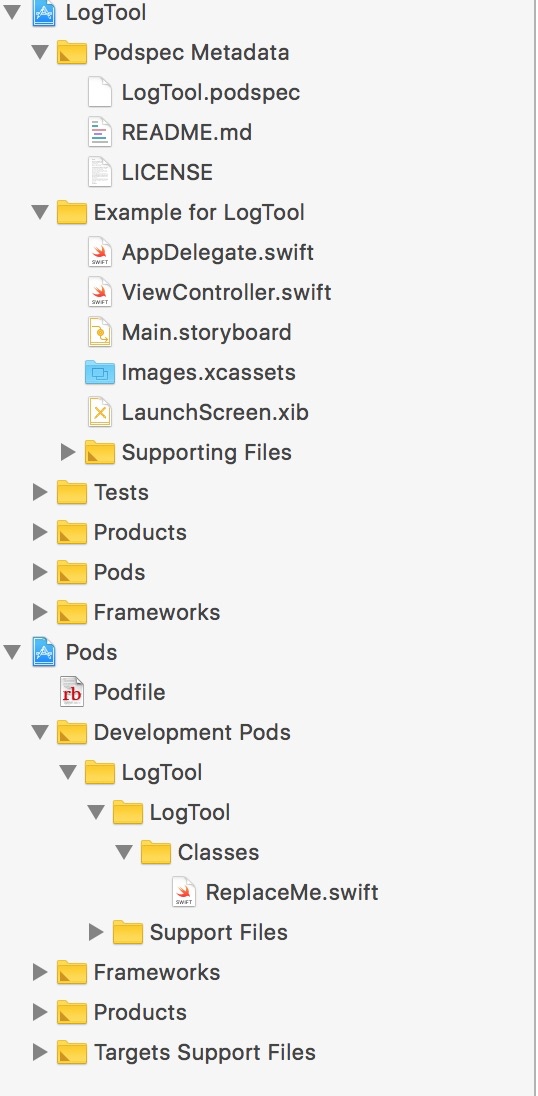 LogTool
Podspec Metadata
LogTool.podspec
README.md
LICENSE
Example for LogTool
SWIFT AppDelegate.swift
SWIFT ViewController.swift
Main.storyboard
Images.xcassets
LaunchScreen.xib
Supporting Files
Tests
Products
Pods
Frameworks
Pods
rb Podfile
Development Pods
LogTool
LogTool
Classes
SWIFT ReplaceMe.swift
Support Files
Frameworks
Products
Targets Support Files